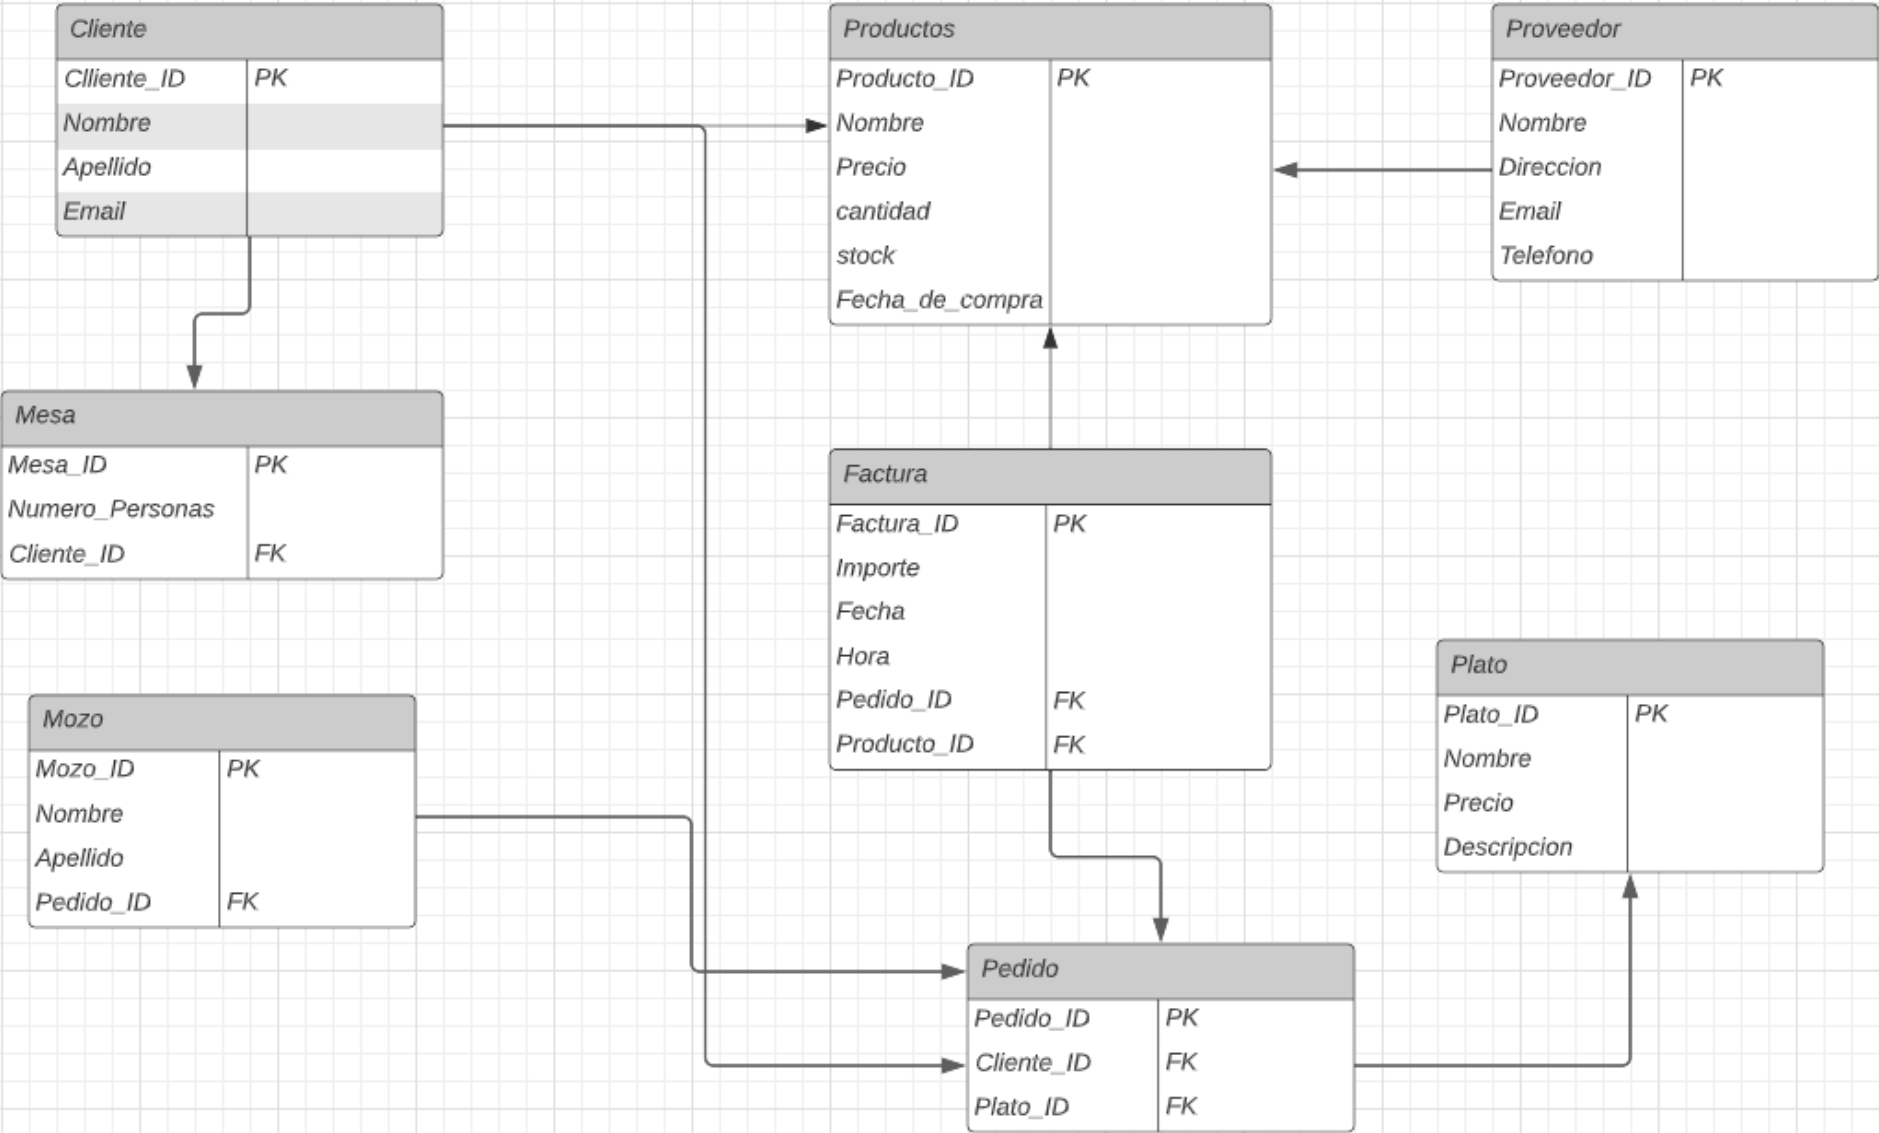 Cliente
Clliente_ID PK
Nombre
Apellido
Email
Productos
Producto_ID PK
Nombre
Precio
cantidad
stock
Fecha_de_compra
Proveedor
Proveedor_ID PK
Nombre
Direccion
Email
Telefono
Mesa
Mesa_ID PK
Numero_Personas
Cliente_ID FK
Factura
Factura_ID PK
Importe
Fecha
Hora
Pedido_ID FK
Producto_ID FK
Plato
Plato_ID PK
Nombre
Precio
Descripcion
Mozo
Mozo_ID PK
Nombre
Apellido
Pedido_ID FK
Pedido
Pedido_ID PK
Cliente_ID FK
Plato_ID FK